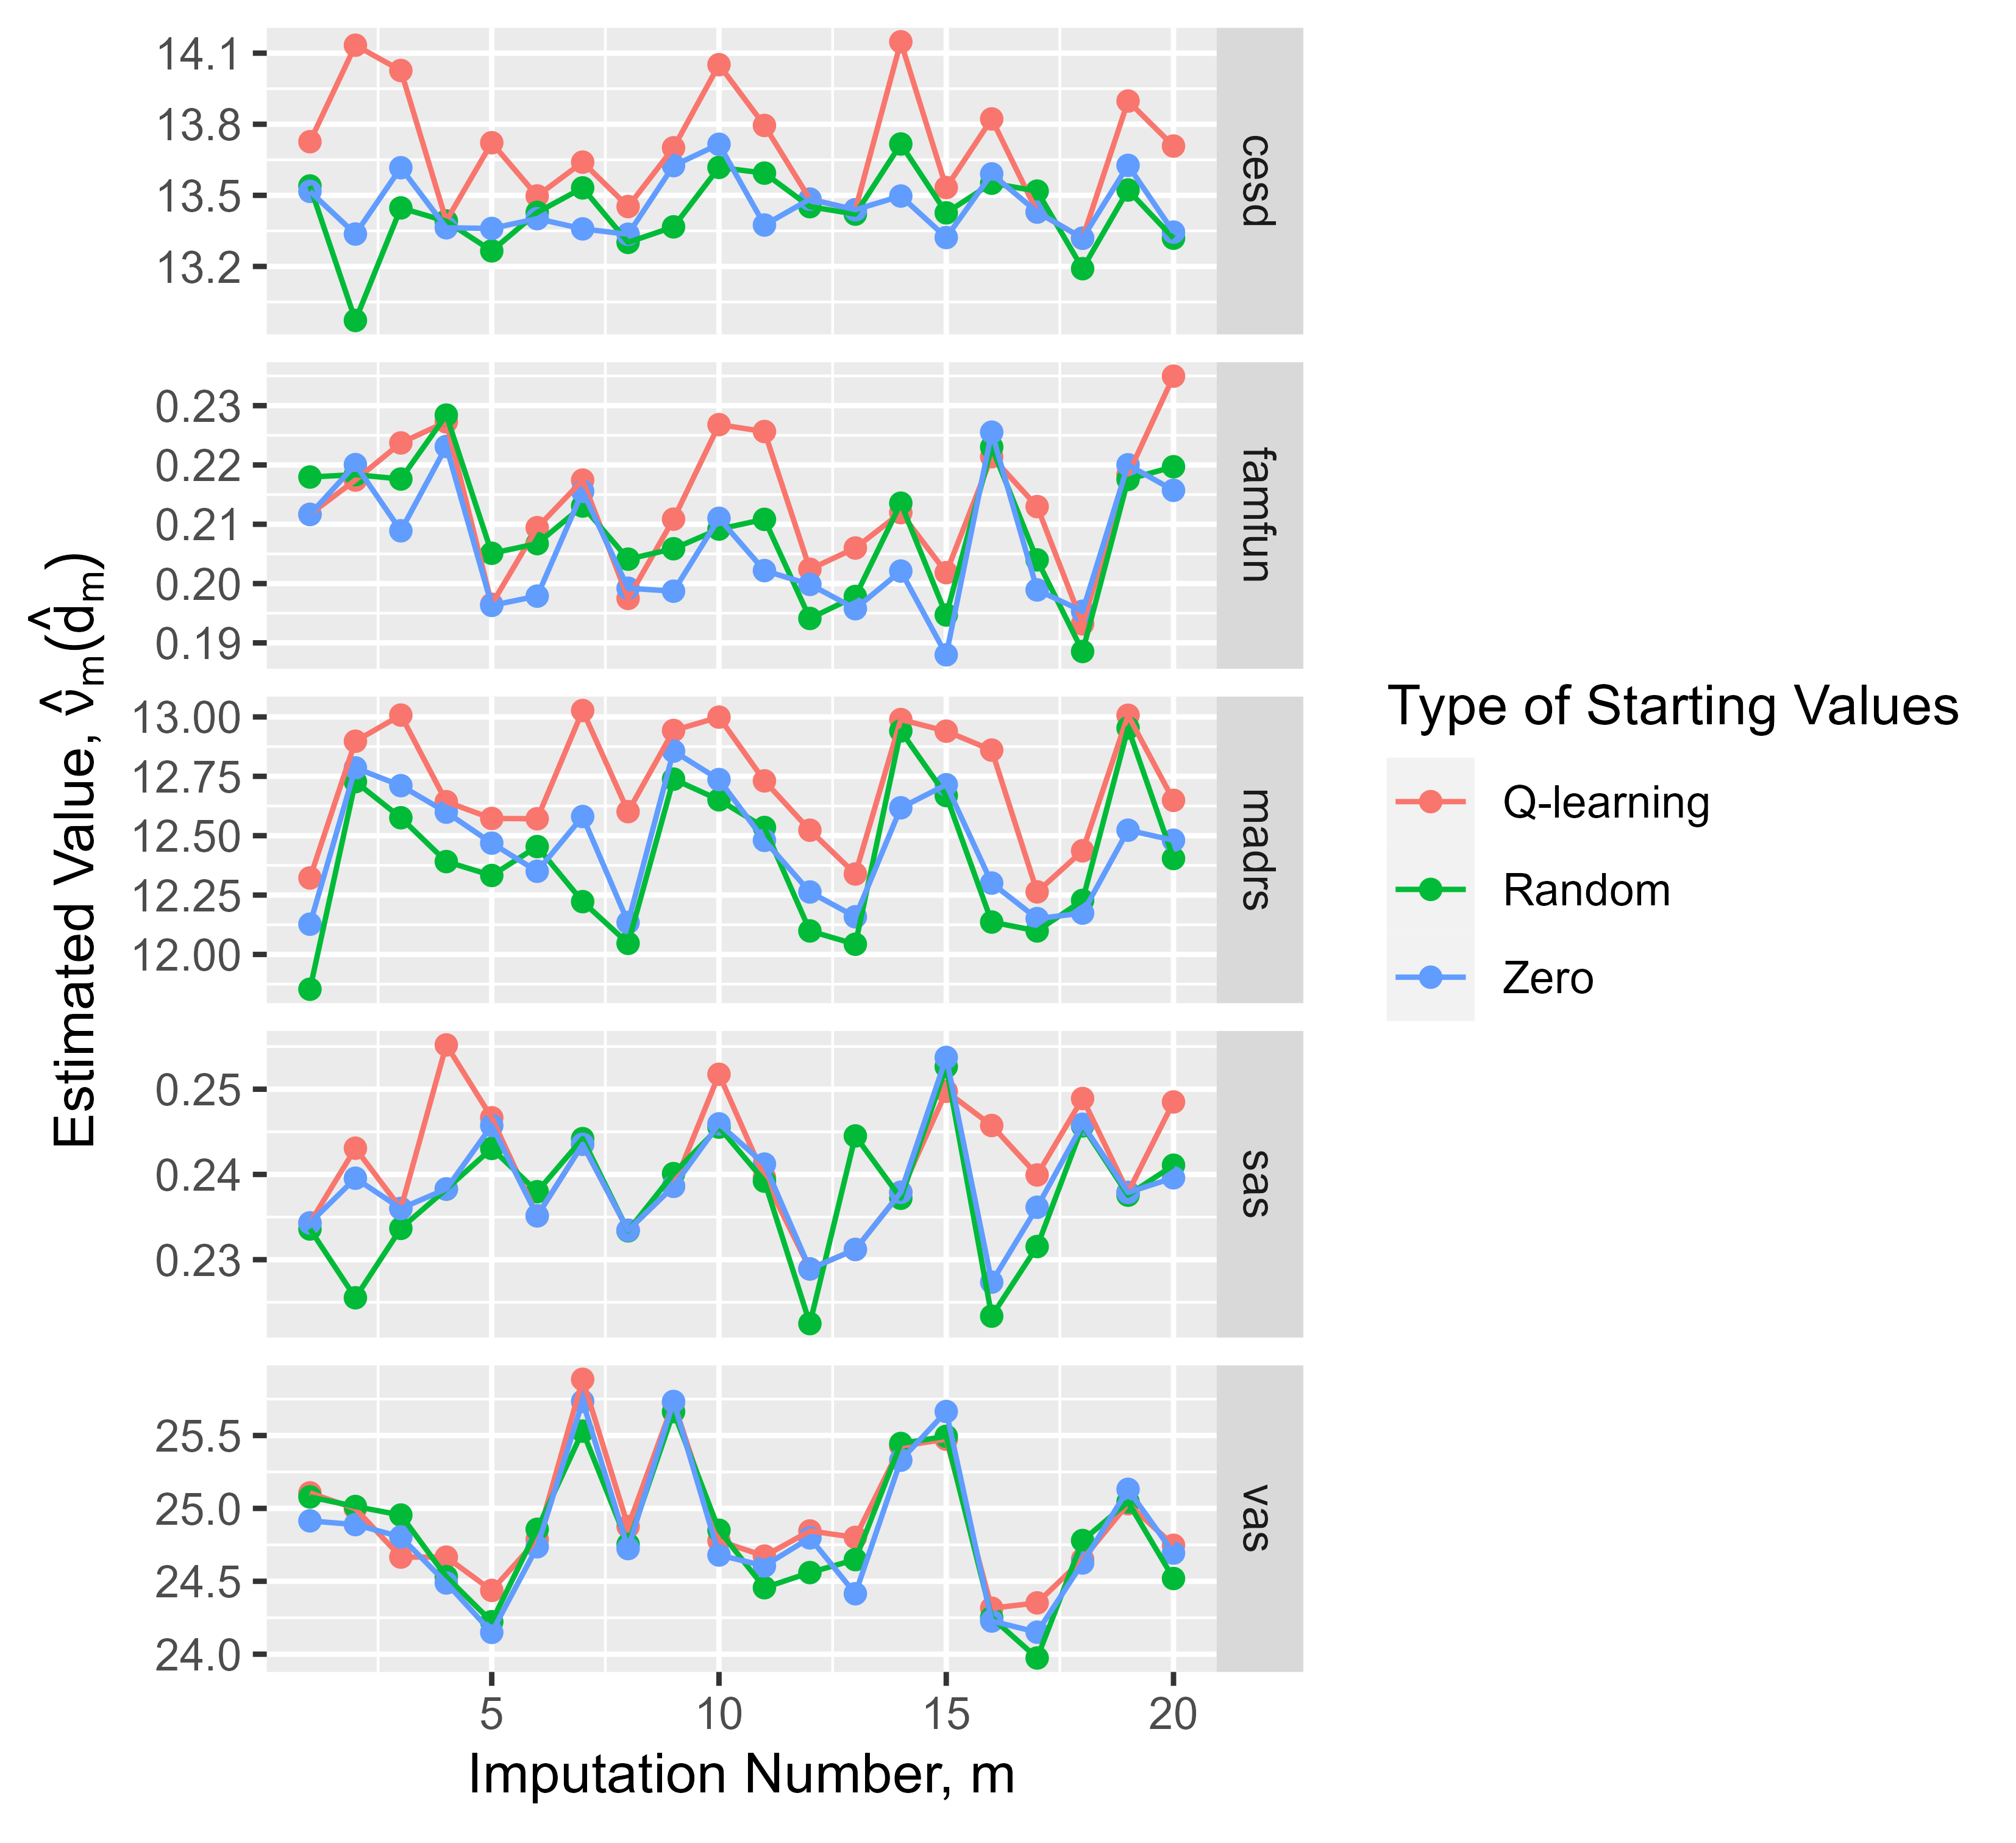 14.1
13.8
13.5
13.2
cesd
0.23
0.22
0.21
0.20
0.19
famfun
13.00
12.75
12.50
12.25
12.00
madrs
0.25
0.24
0.23
sas
25.5
25.0
24.5
24.0
vas
5 10 15 20
Imputation Number, m
Estimated Value, ν̂ₘ(d̂ₘ)
Type of Starting Values
Q-learning
Random
Zero